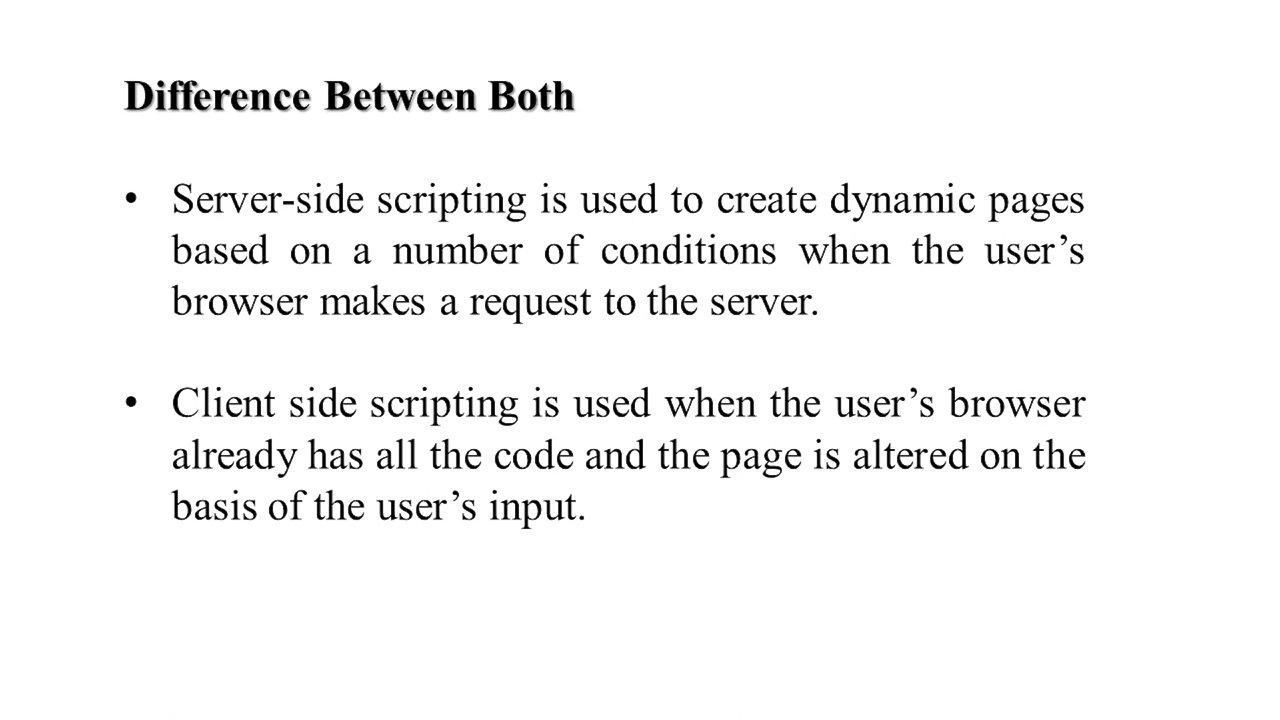 Difference Between Both
• Server-side scripting is used to create dynamic pages
based on a number of conditions when the user’s
browser makes a request to the server.
• Client side scripting is used when the user’s browser
already has all the code and the page is altered on the
basis of the user’s input.